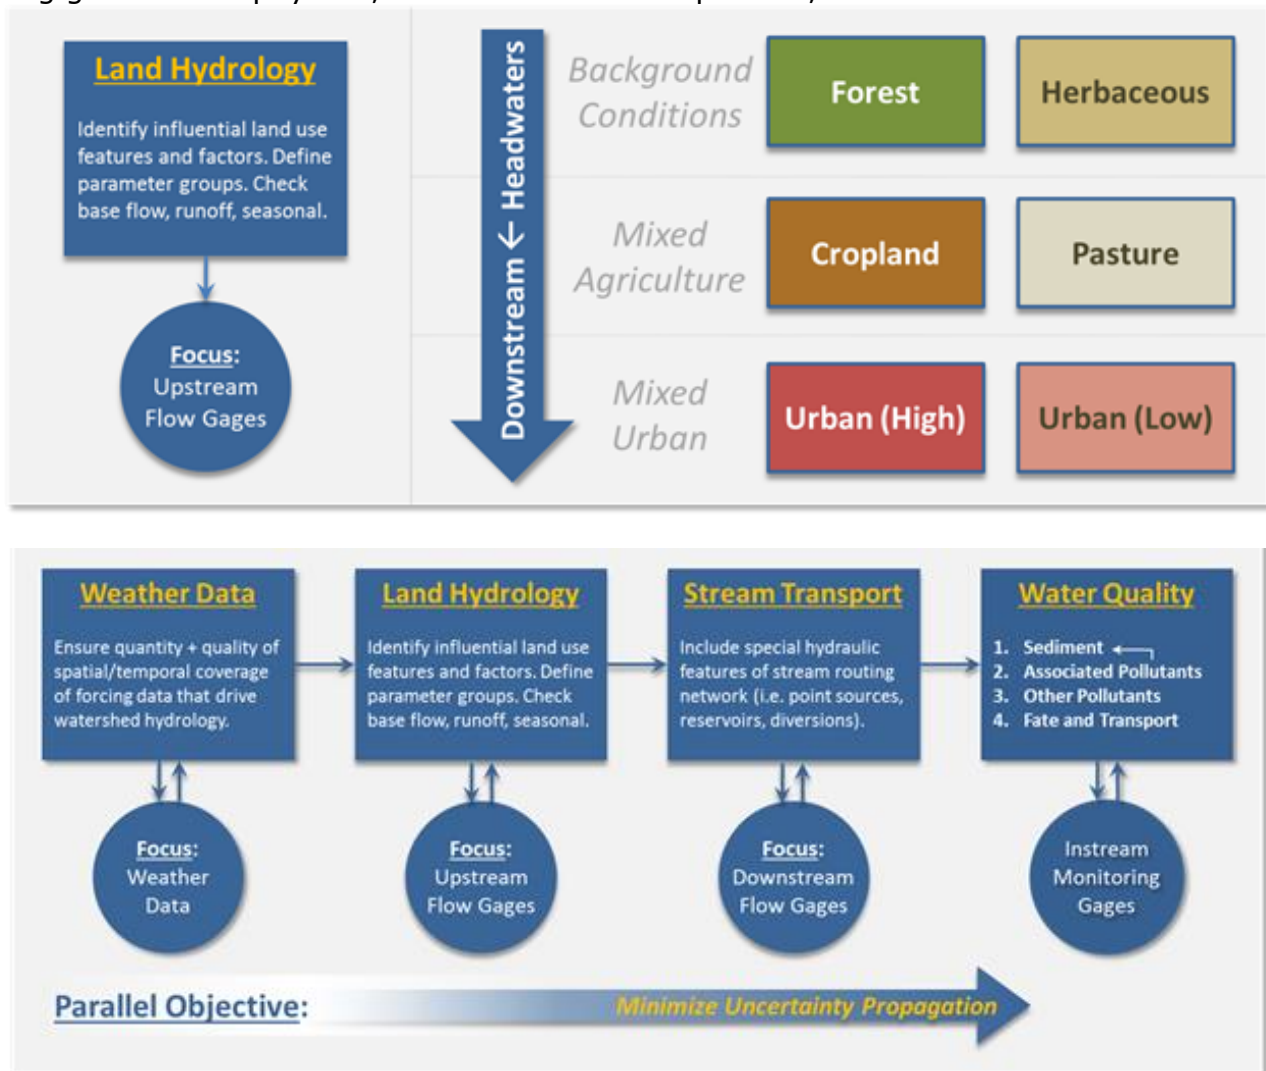 Land Hydrology
Identify influential land use
features and factors. Define
parameter groups. Check
base flow, runoff, seasonal.
Focus:
Upstream
Flow Gages
Downstream ← Headwaters
Background
Conditions
Forest
Herbaceous
Mixed
Agriculture
Cropland
Pasture
Mixed
Urban
Urban (High)
Urban (Low)
Weather Data
Ensure quantity + quality of
spatial/temporal coverage
of forcing data that drive
watershed hydrology.
Focus:
Weather
Data
Land Hydrology
Identify influential land use
features and factors. Define
parameter groups. Check
base flow, runoff, seasonal.
Focus:
Upstream
Flow Gages
Stream Transport
Include special hydraulic
features of stream routing
network (i.e. point sources,
reservoirs, diversions).
Focus:
Downstream
Flow Gages
Water Quality
1. Sediment
2. Associated Pollutants
3. Other Pollutants
4. Fate and Transport
Instream
Monitoring
Gages
Parallel Objective:
Minimize Uncertainty Propagation